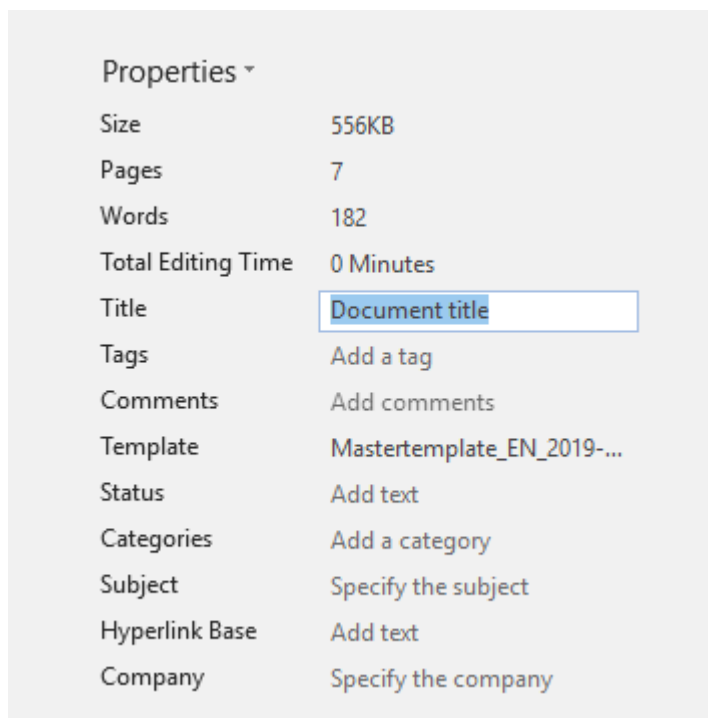 Properties
Size 556KB
Pages 7
Words 182
Total Editing Time 0 Minutes
Title Document title
Tags Add a tag
Comments Add comments
Template Mastertemplate_EN_2019-...
Status Add text
Categories Add a category
Subject Specify the subject
Hyperlink Base Add text
Company Specify the company